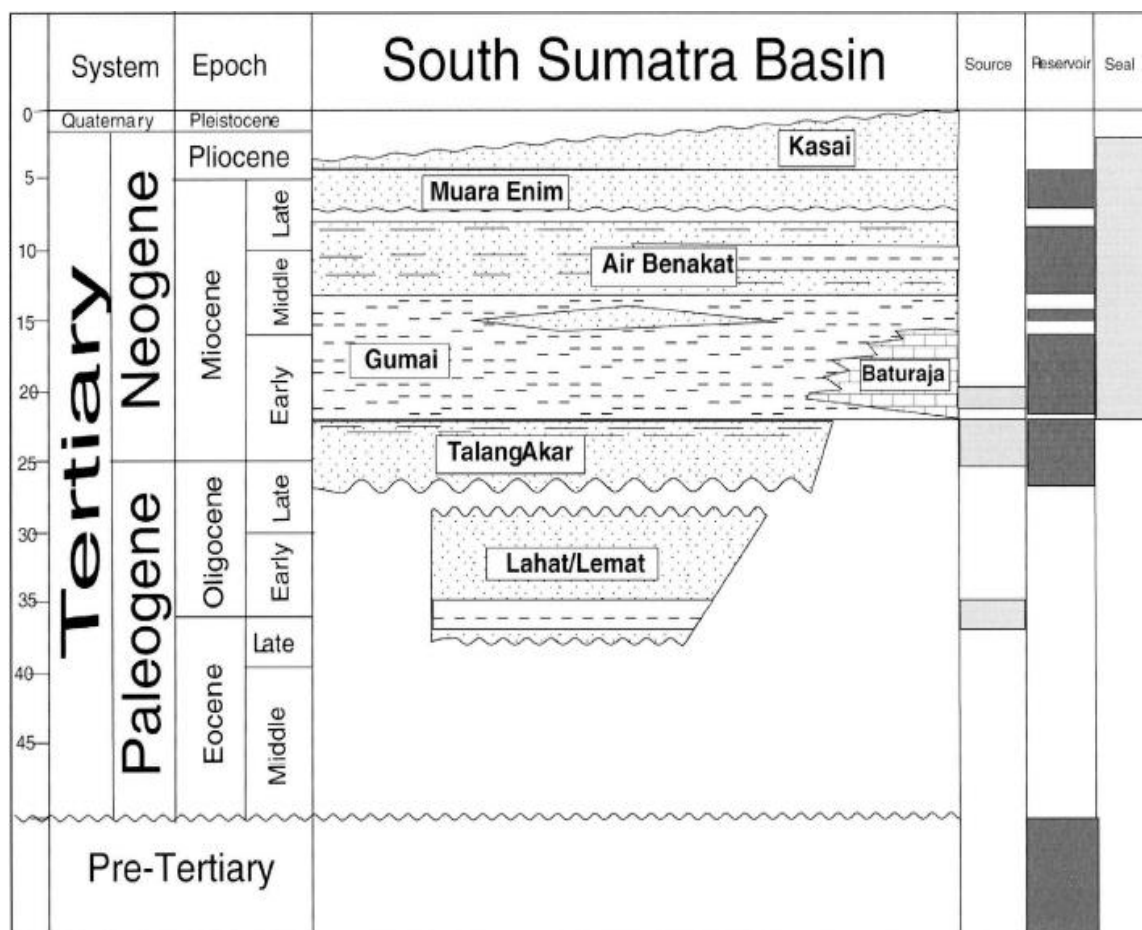 System
Epoch
South Sumatra Basin
Source
Reservoir
Seal
0
Quaternary
Pleistocene
Tertiary
Neogene
Pliocene
Kasai
5
Miocene
Late
Muara Enim
10
Middle
Air Benakat
15
Early
Gumai
Baturaja
20
TalangAkar
25
Paleogene
Oligocene
Late
30
Early
Lahat/Lemat
35
Eocene
Late
40
Middle
45
Pre-Tertiary